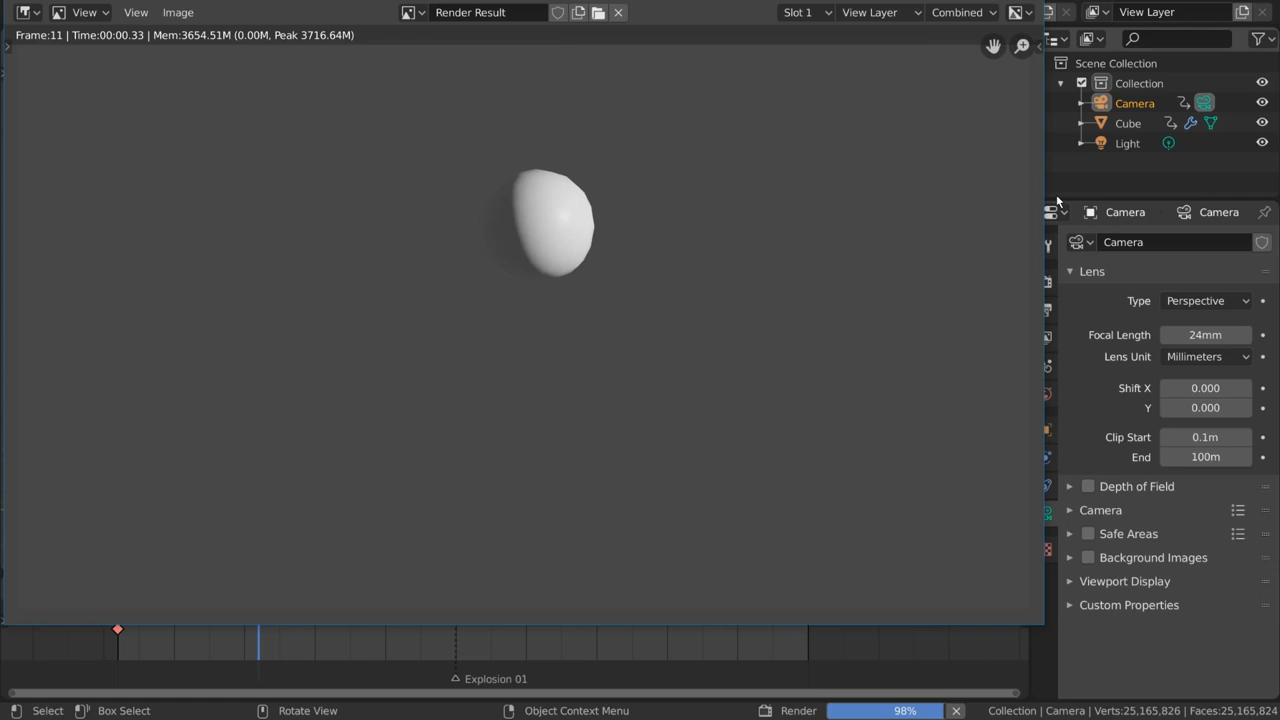 View View Image Render Result Slot 1 View Layer Combined View Layer
Frame:11 | Time:00:00.33 | Mem:3654.51M (0.00M, Peak 3716.64M)
Scene Collection
Collection
Camera
Cube
Light
Camera Camera
Camera
Lens
Type Perspective
Focal Length 24mm
Lens Unit Millimeters
Shift X 0.000
Y 0.000
Clip Start 0.1m
End 100m
Depth of Field
Camera
Safe Areas
Background Images
Viewport Display
Custom Properties
Explosion 01
Select Box Select Rotate View Object Context Menu Render 98% Collection | Camera | Verts:25,165,826 | Faces:25,165,824